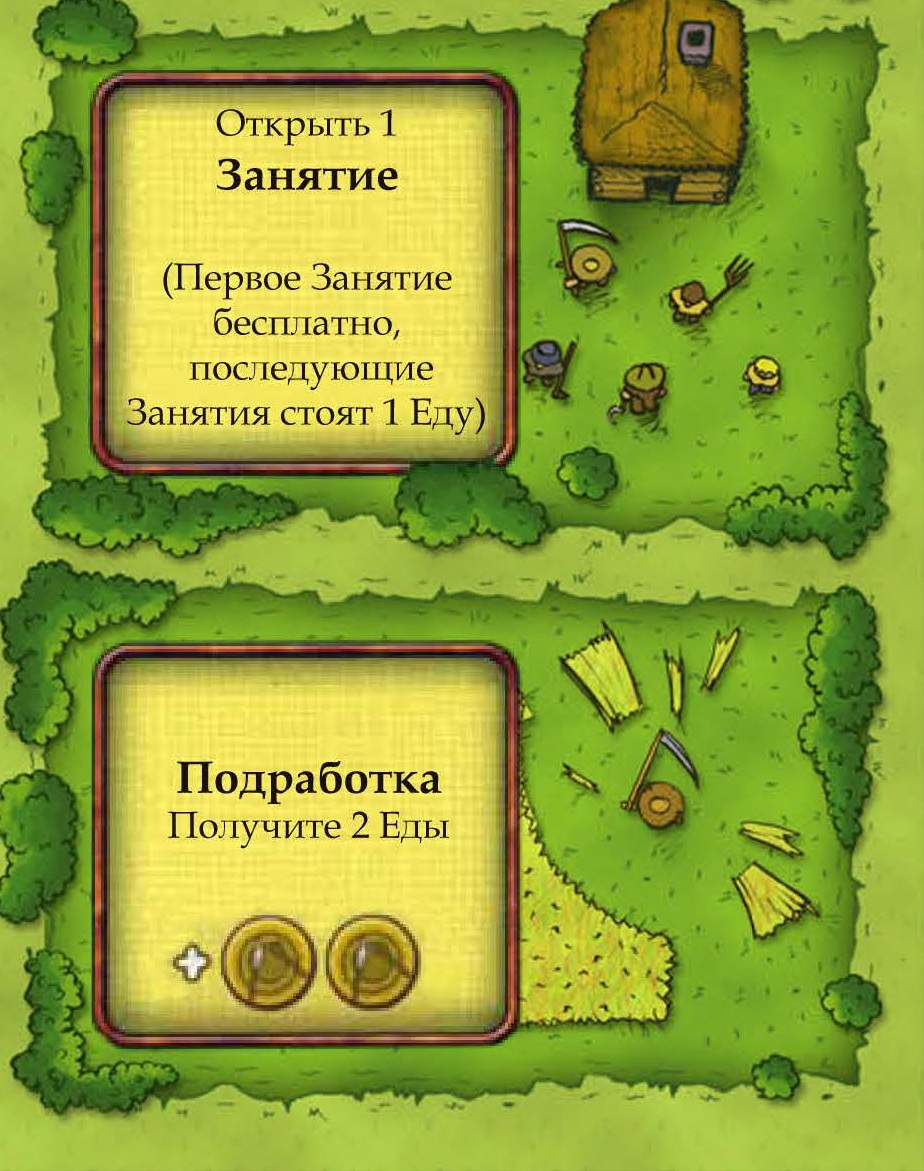 Открыть 1
Занятие
(Первое Занятие
бесплатно,
последующие
Занятия стоят 1 Еду)
Подработка
Получите 2 Еды
+